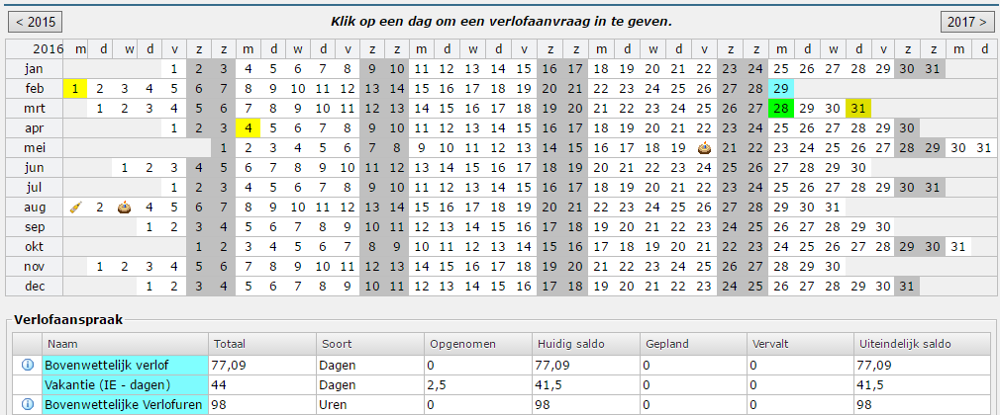 < 2015 Klik op een dag om een verlofaanvraag in te geven. 2017 >
2016 m d w d v z z m d w d v z z m d w d v z z m d w d v z z m d w d v z z m d
jan 1 2 3 4 5 6 7 8 9 10 11 12 13 14 15 16 17 18 19 20 21 22 23 24 25 26 27 28 29 30 31
feb 1 2 3 4 5 6 7 8 9 10 11 12 13 14 15 16 17 18 19 20 21 22 23 24 25 26 27 28 29
mrt 1 2 3 4 5 6 7 8 9 10 11 12 13 14 15 16 17 18 19 20 21 22 23 24 25 26 27 28 29 30 31
apr 1 2 3 4 5 6 7 8 9 10 11 12 13 14 15 16 17 18 19 20 21 22 23 24 25 26 27 28 29 30
mei 1 2 3 4 5 6 7 8 9 10 11 12 13 14 15 16 17 18 19 21 22 23 24 25 26 27 28 29 30 31
jun 1 2 3 4 5 6 7 8 9 10 11 12 13 14 15 16 17 18 19 20 21 22 23 24 25 26 27 28 29 30
jul 1 2 3 4 5 6 7 8 9 10 11 12 13 14 15 16 17 18 19 20 21 22 23 24 25 26 27 28 29 30 31
aug 2 4 5 6 7 8 9 10 11 12 13 14 15 16 17 18 19 20 21 22 23 24 25 26 27 28 29 30 31
sep 1 2 3 4 5 6 7 8 9 10 11 12 13 14 15 16 17 18 19 20 21 22 23 24 25 26 27 28 29 30
okt 1 2 3 4 5 6 7 8 9 10 11 12 13 14 15 16 17 18 19 20 21 22 23 24 25 26 27 28 29 30 31
nov 1 2 3 4 5 6 7 8 9 10 11 12 13 14 15 16 17 18 19 20 21 22 23 24 25 26 27 28 29 30
dec 1 2 3 4 5 6 7 8 9 10 11 12 13 14 15 16 17 18 19 20 21 22 23 24 25 26 27 28 29 30 31
Verlofaanspraak
Naam Totaal Soort Opgenomen Huidig saldo Gepland Vervalt Uiteindelijk saldo
Bovenwettelijk verlof 77,09 Dagen 0 77,09 0 0 77,09
Vakantie (IE - dagen) 44 Dagen 2,5 41,5 0 0 41,5
Bovenwettelijke Verlofuren 98 Uren 0 98 0 0 98